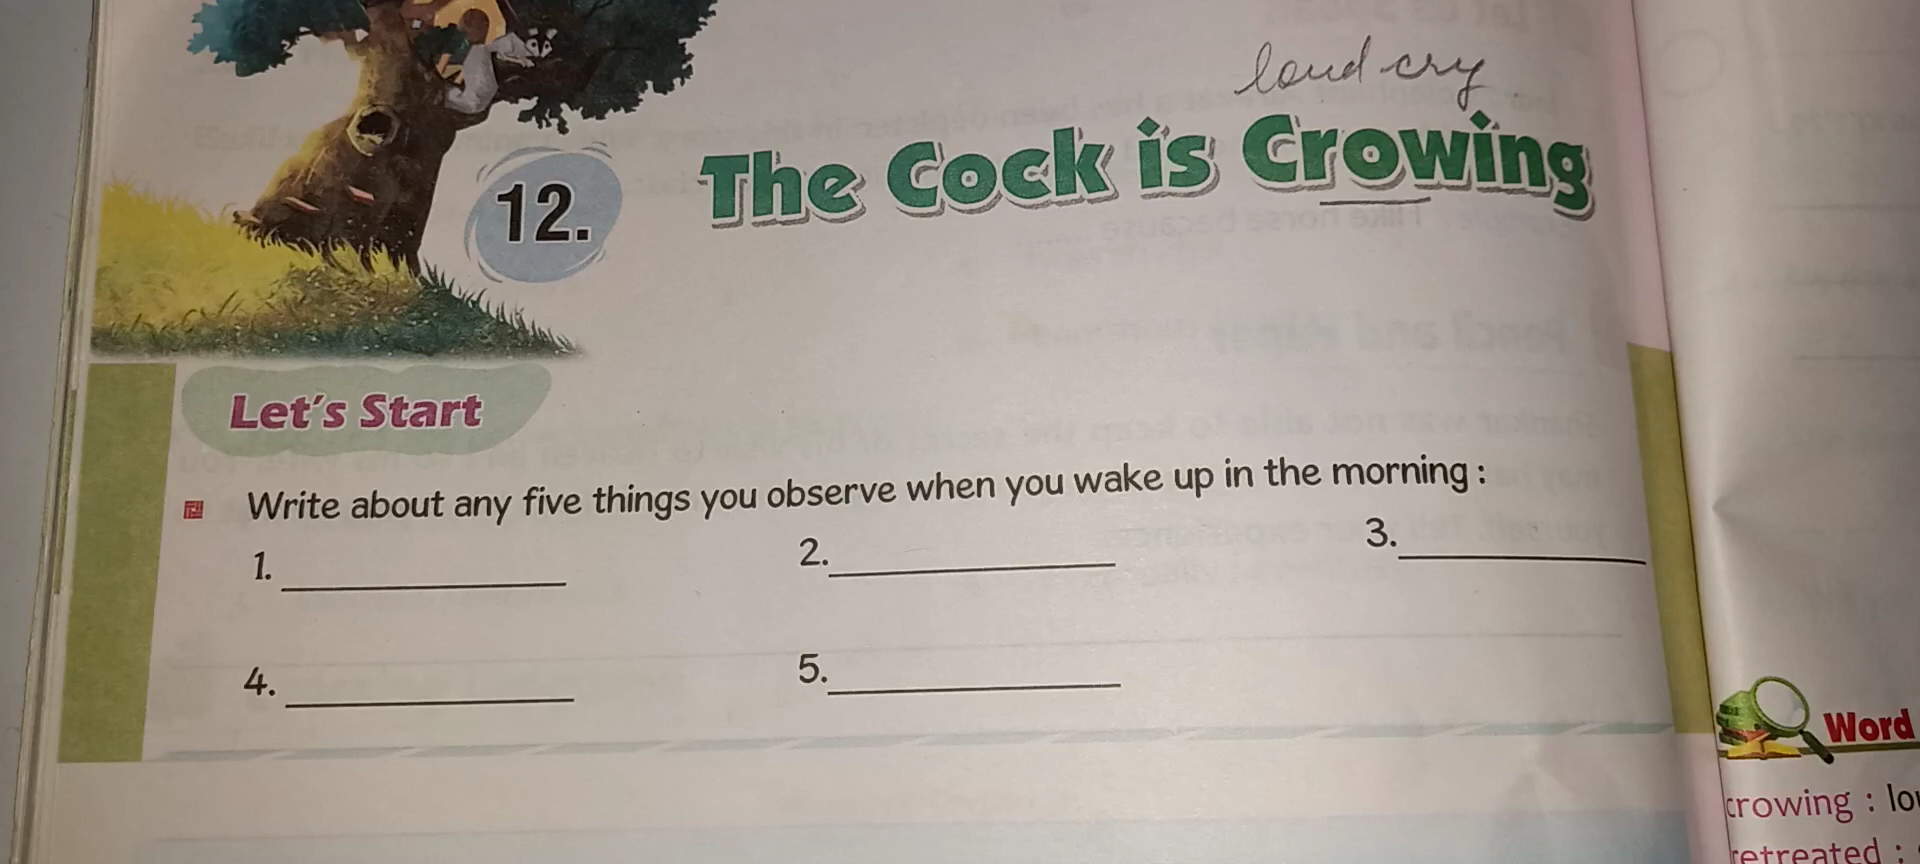 loud cry
12. The Cock is Crowing
Let's Start
Write about any five things you observe when you wake up in the morning :
1. 2. 3.
4. 5.
Word
crowing :
retreated :